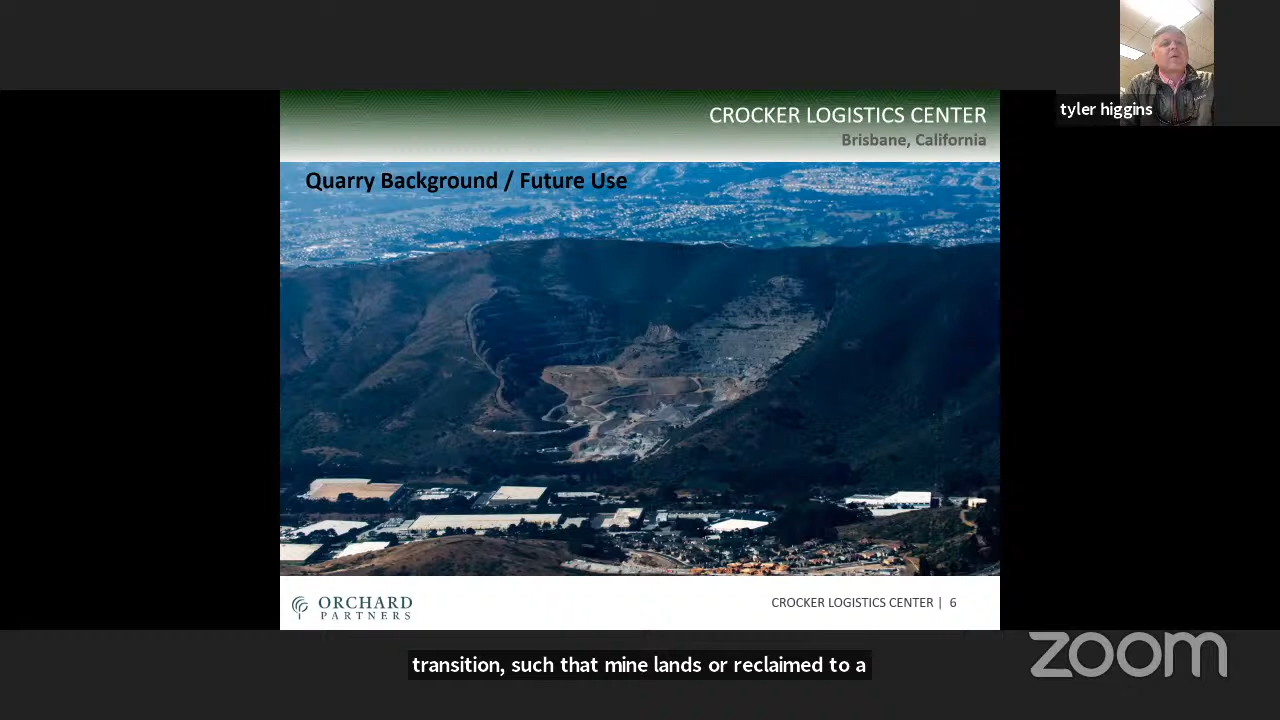 tyler higgins
CROCKER LOGISTICS CENTER
Brisbane, California
Quarry Background / Future Use
ORCHARD
PARTNERS
CROCKER LOGISTICS CENTER | 6
transition, such that mine lands or reclaimed to a
zoom